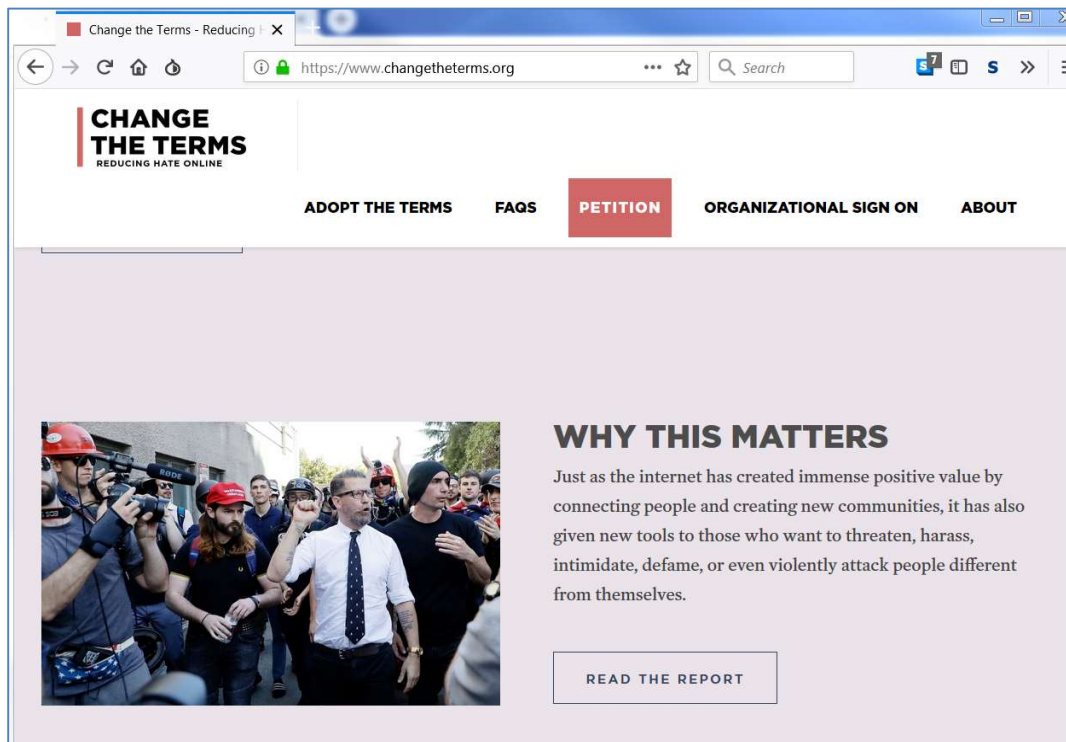 Change the Terms - Reducing H
https://www.changetheterms.org
Search
7
S
S
CHANGE
THE TERMS
REDUCING HATE ONLINE
ADOPT THE TERMS FAQS PETITION ORGANIZATIONAL SIGN ON ABOUT
RØDE
WHY THIS MATTERS
Just as the internet has created immense positive value by
connecting people and creating new communities, it has also
given new tools to those who want to threaten, harass,
intimidate, defame, or even violently attack people different
from themselves.
READ THE REPORT